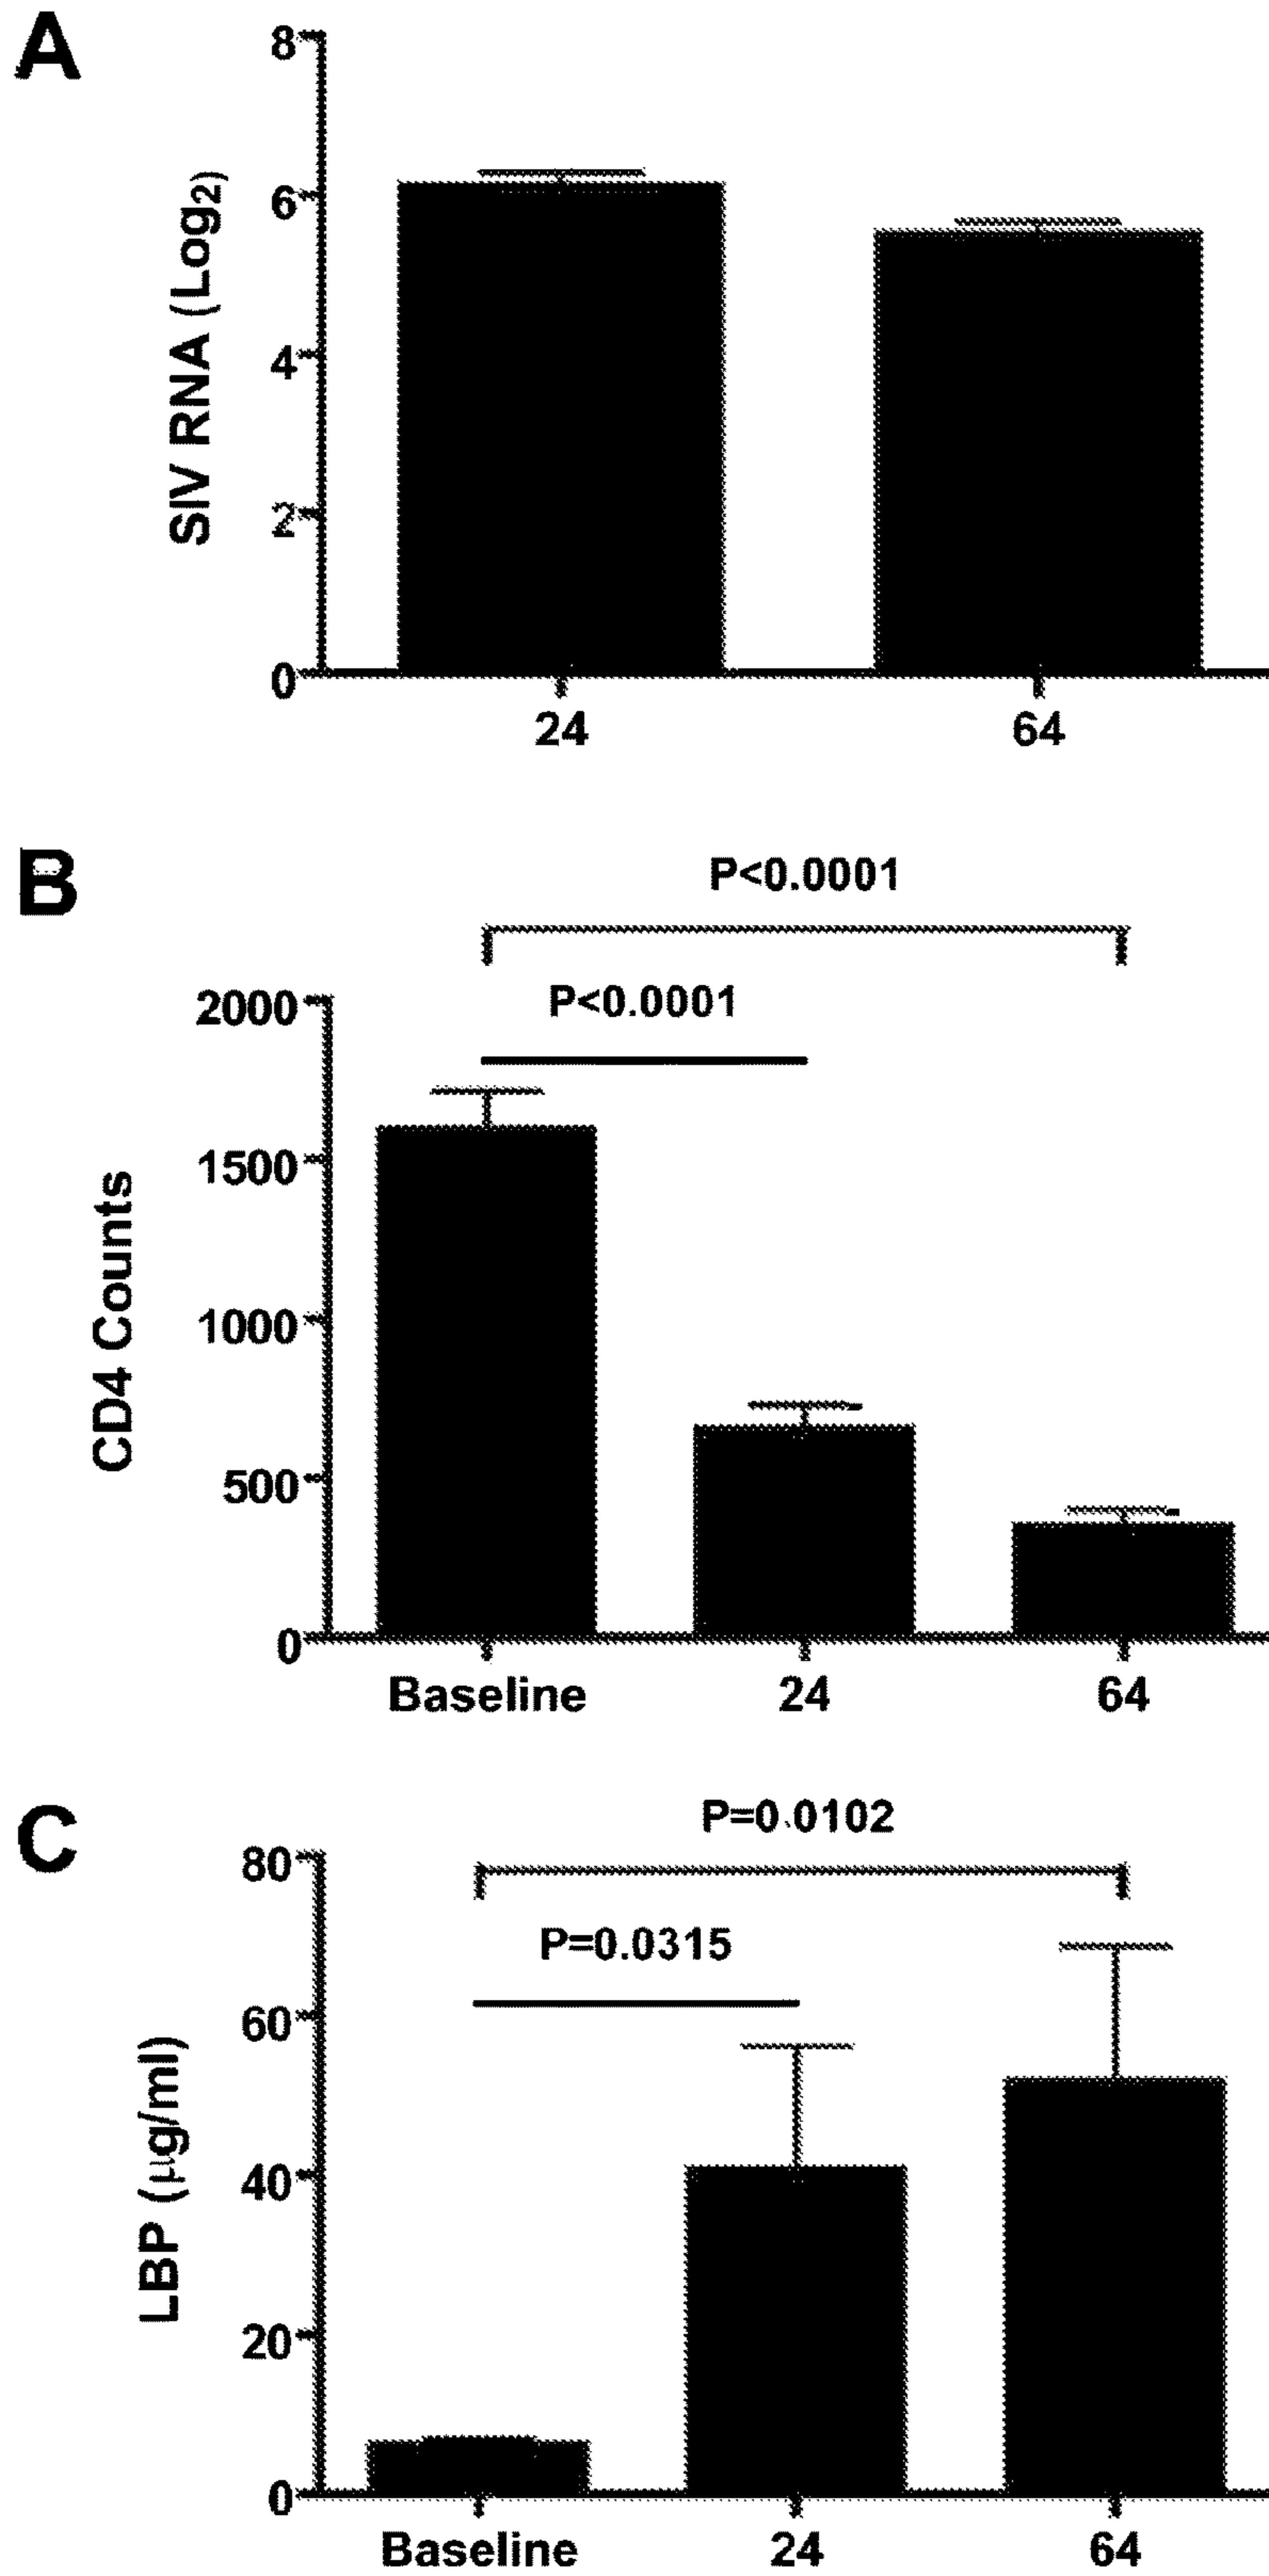 A
SIV RNA (Log2)
8
6
4
2
0
24 64
B
P<0.0001
P<0.0001
CD4 Counts
2000
1500
1000
500
0
Baseline 24 64
C
P=0.0102
P=0.0315
LBP (μg/ml)
80
60
40
20
0
Baseline 24 64